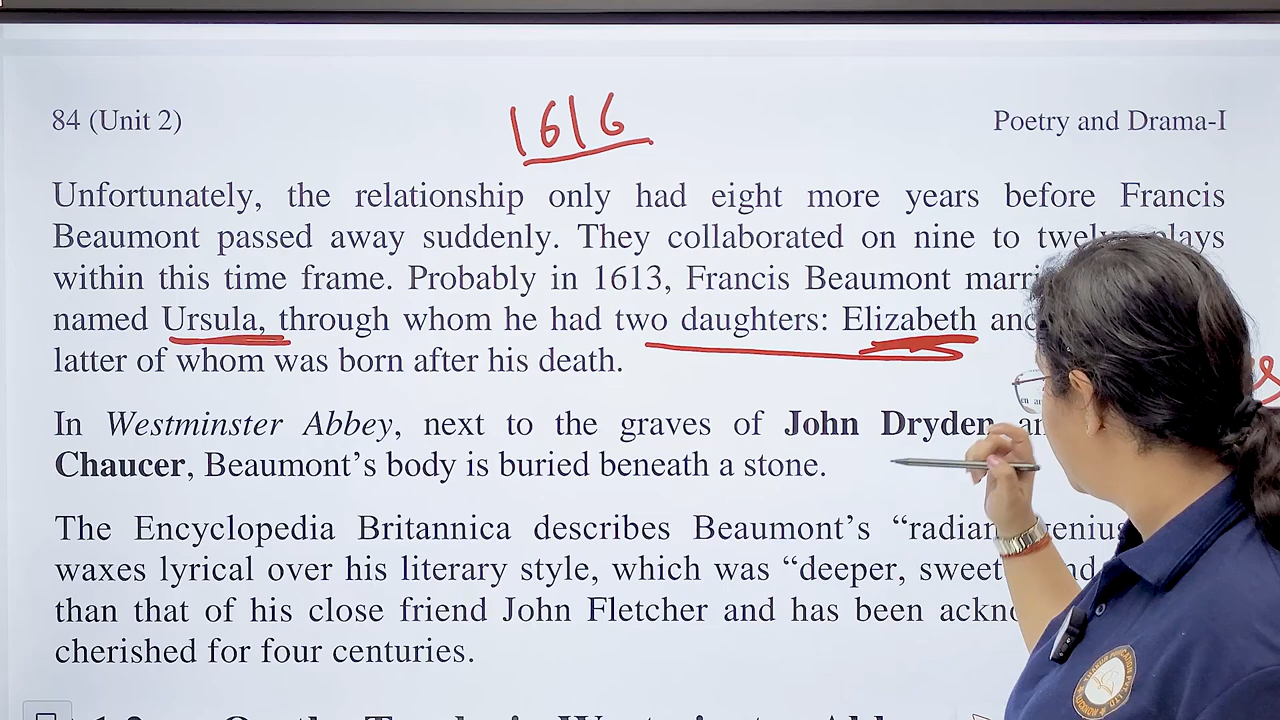 84 (Unit 2)
1616
Poetry and Drama-I
Unfortunately, the relationship only had eight more years before Francis
Beaumont passed away suddenly. They collaborated on nine to twelve plays
within this time frame. Probably in 1613, Francis Beaumont
named Ursula, through whom he had two daughters: Elizabeth and
latter of whom was born after his death.
In Westminster Abbey, next to the graves of John Dryden
Chaucer, Beaumont's body is buried beneath a stone.
The Encyclopedia Britannica describes Beaumont's “radiant genius
waxes lyrical over his literary style, which was “deeper,
than that of his close friend John Fletcher and has been
cherished for four centuries.